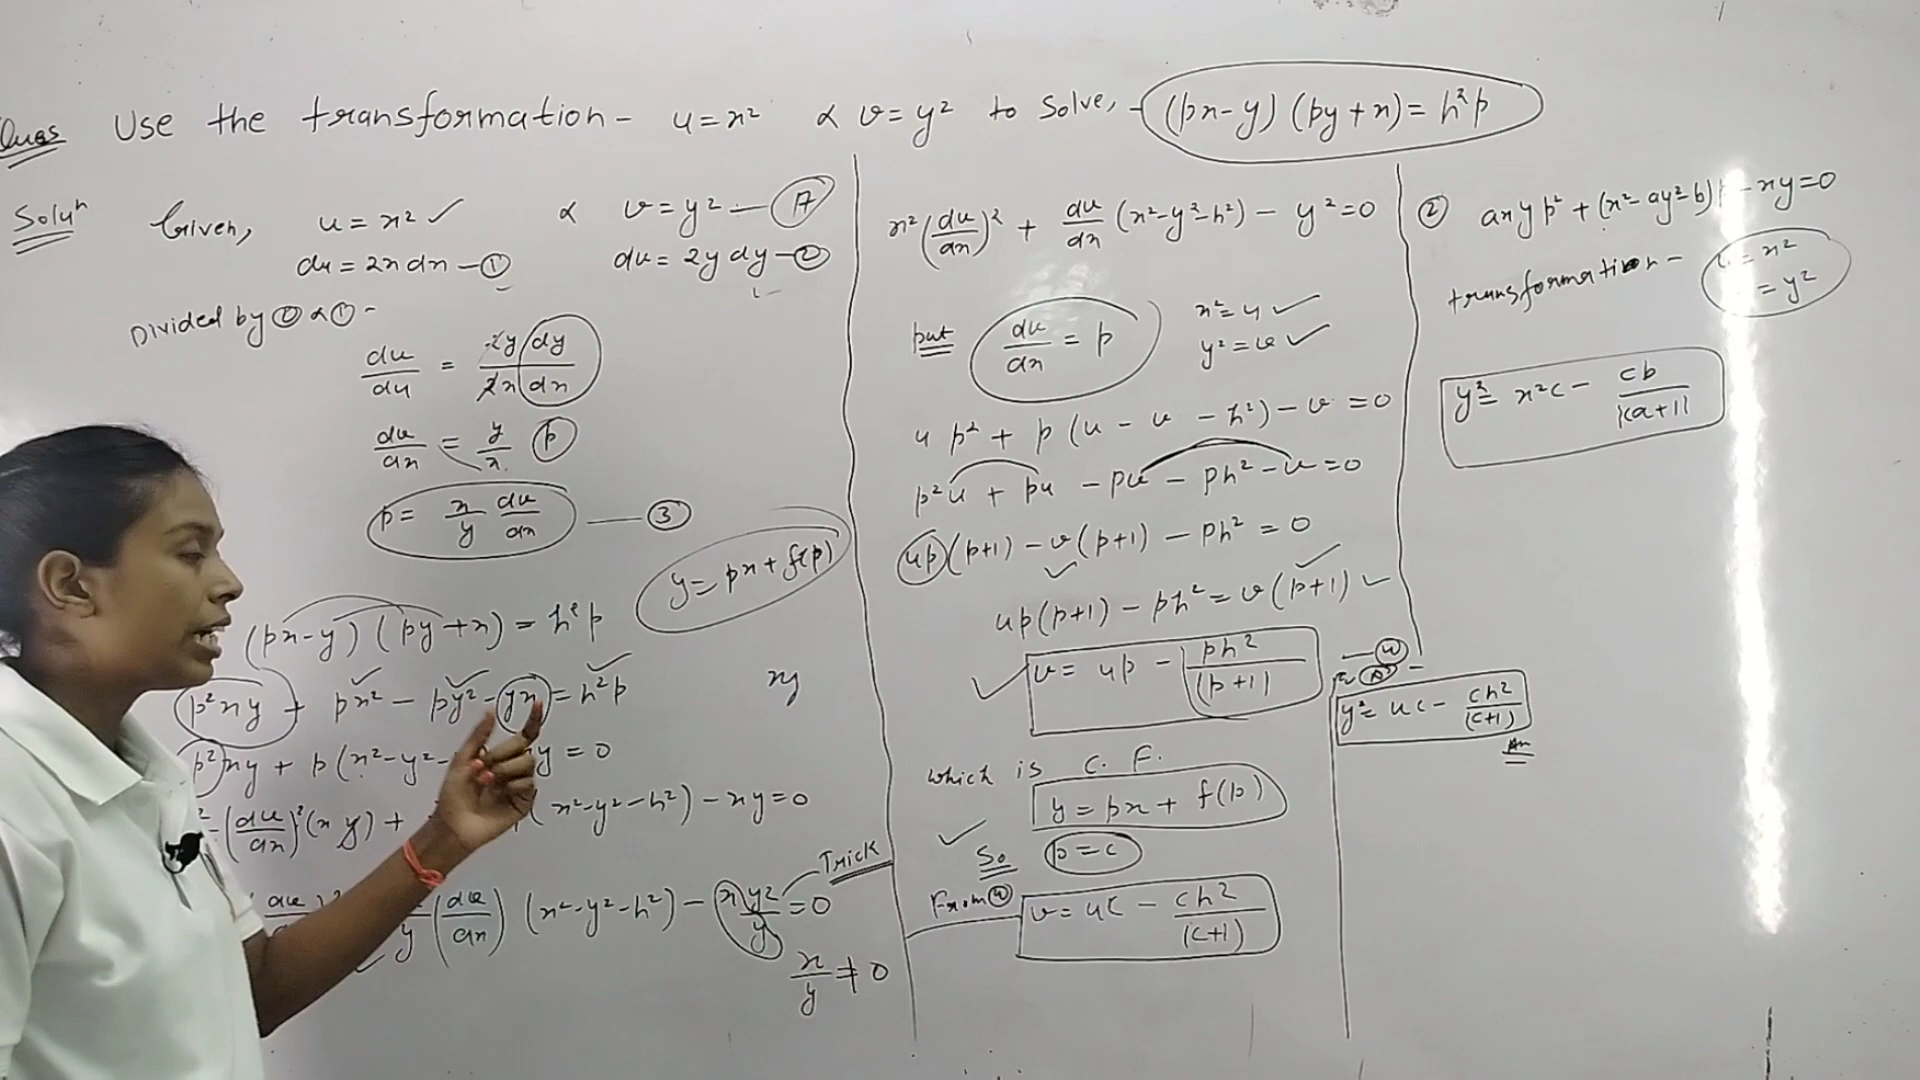 Ques Use the transformation - u = x² & v = y² to solve, - (px-y) (py+x) = h²p
Soluⁿ Given, u = x² ✓ & v = y² — (A)
du = 2x dx — ① dv = 2y dy — ②
Divided by ② & ① -
dv/du = 2y dy/2x dx
dv/du = y/x p
p = x/y dv/du — ③
y = px + f(p)
(px-y) (py+x) = h²p
p²xy + px² - py² - yx = h²p
xy
p²xy + p(x²-y²- xy = 0
(dv/du)²(xy) + (x²-y²-h²) - xy = 0
y (dv/du) (x²-y²-h²) - xy²/y = 0
Trick
x/y ≠ 0
x²(dv/du)² + dv/du (x²-y²-h²) - y² = 0
put dv/du = p x² = u ✓
y² = v ✓
u p² + p (u - v - h²) - v = 0
p²u + pu - pv - ph² - v = 0
up(p+1) - v(p+1) - ph² = 0
up(p+1) - ph² = v(p+1) ✓
✓ v = up - ph²/(p+1) — ④
which is C. F.
y = px + f(p)
✓ So p = c
From ④ v = uc - ch²/(c+1)
(A) -
y² = uc - ch²/(c+1)
An
② axyp² + (x²-ay²-b) - xy = 0
transformation - = x²
= y²
y² = x²c - cb/(ca+1)